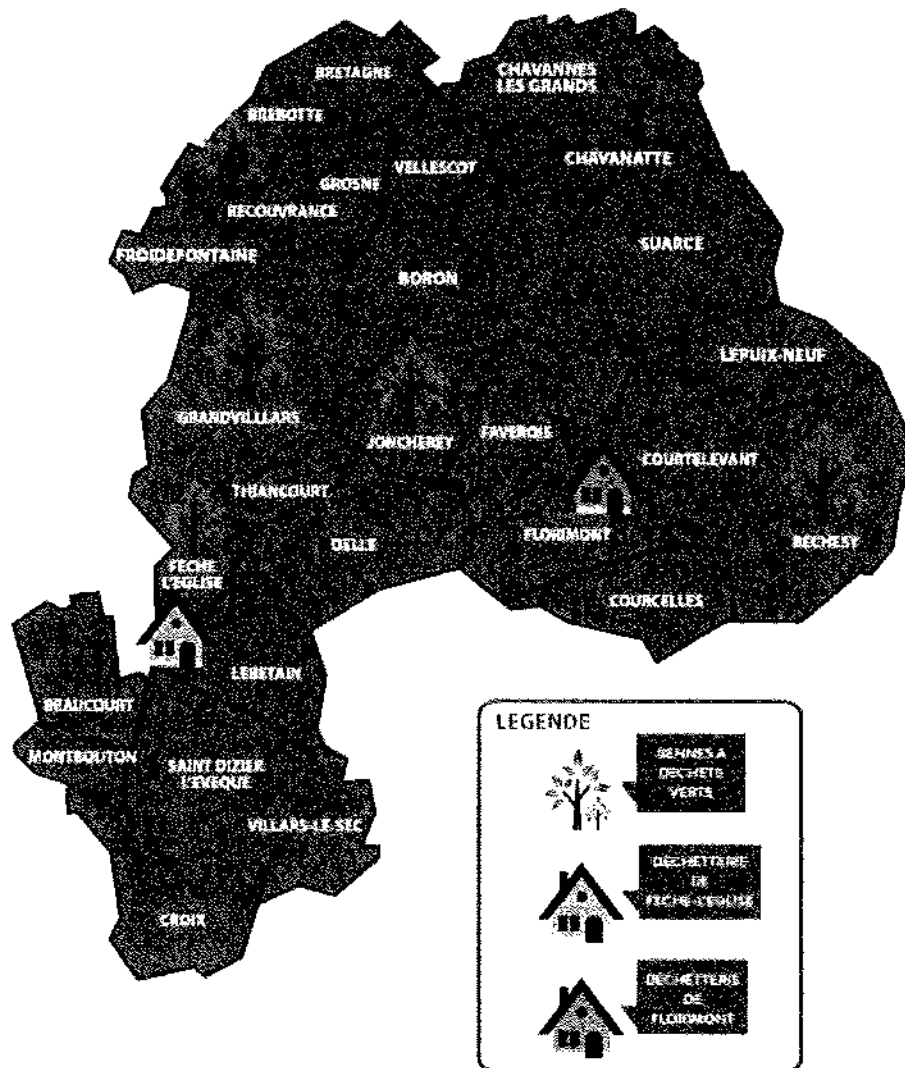 BRETAGNE
CHAVANNES
LES GRANDS
BREBOTTE
VELLESCOT
CHAVANATTE
GROSNE
RECOUVRANCE
SUARCE
FROIDEFONTAINE
BORON
LEPUIX-NEUF
GRANDVILLLARS
JONCHEREY
FAVEROIS
COURTELEVANT
THIANCOURT
FLORIMONT
BECHESY
DELLE
FECHE
L'EGLISE
COURCELLES
LEBETAIN
BEAUCOURT
MONTBOUTON
SAINT DIZIER
L'EVEQUE
VILLARS-LE-SEC
CROIX
LEGENDE
BENNES A
DECHETS
VERTS
DECHETTERIE
DE
FECHE-L'EGLISE
DECHETTERIE
DE
FLORIMONT